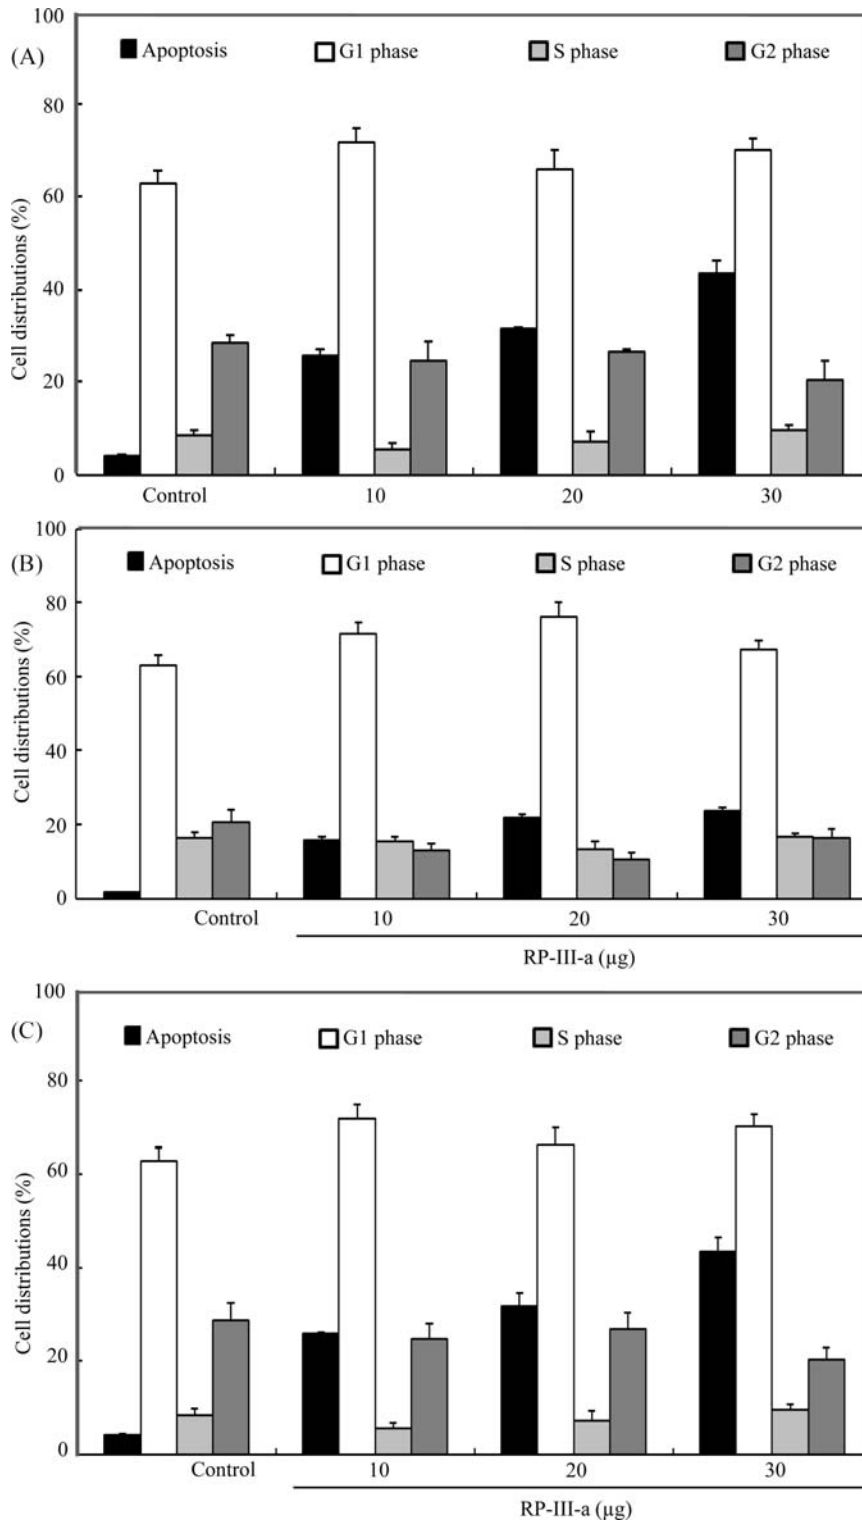 (A)
Apoptosis G1 phase S phase G2 phase
Cell distributions (%)
100
80
60
40
20
0
Control 10 20 30
(B)
Apoptosis G1 phase S phase G2 phase
Cell distributions (%)
100
80
60
40
20
0
Control 10 20 30
RP-III-a (µg)
(C)
Apoptosis G1 phase S phase G2 phase
Cell distributions (%)
100
80
60
40
20
0
Control 10 20 30
RP-III-a (µg)